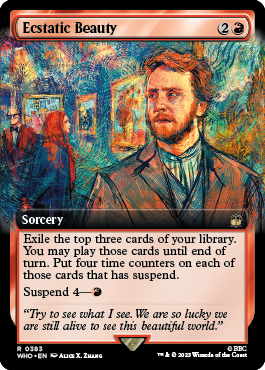 Ecstatic Beauty 2
Sorcery
Exile the top three cards of your library.
You may play those cards until end of
turn. Put four time counters on each of
those cards that has suspend.
Suspend 4—
“Try to see what I see. We are so lucky we
are still alive to see this beautiful world.”
R 0383 © BBC
WHO • EN Alix X. Zhang ™ & © 2023 Wizards of the Coast